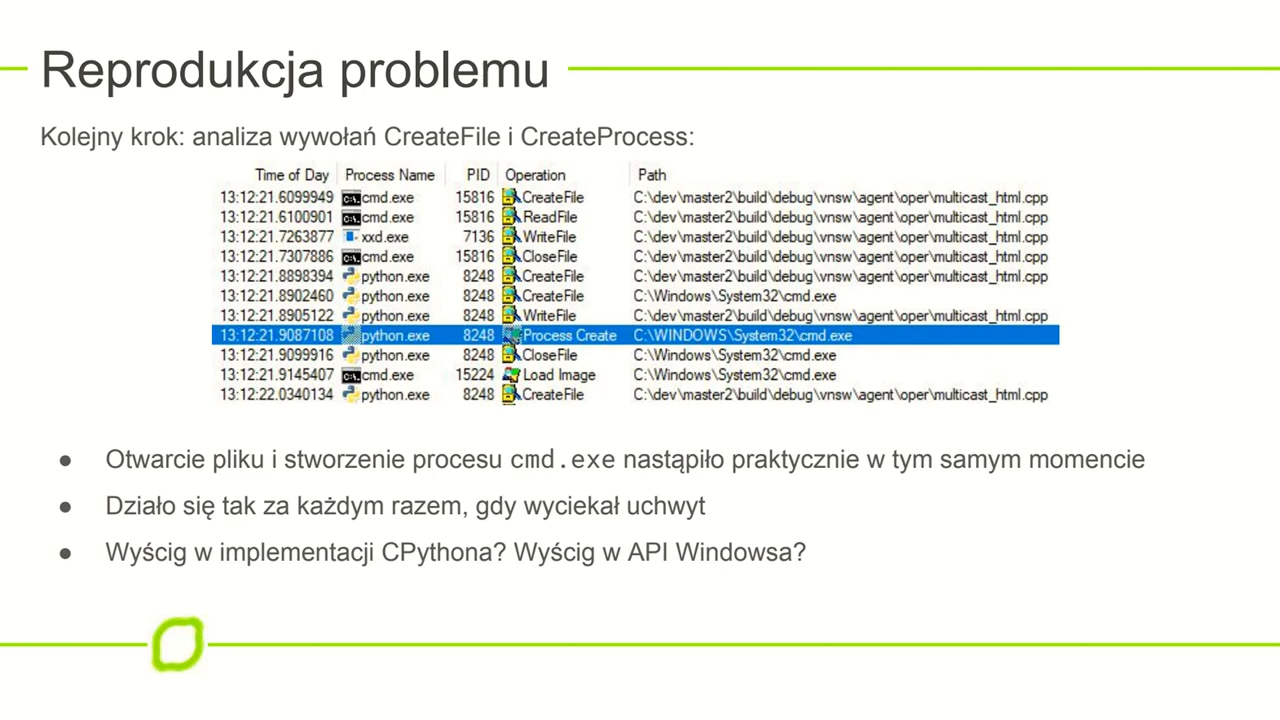 Reprodukcja problemu
Kolejny krok: analiza wywołań CreateFile i CreateProcess:
Time of Day Process Name PID Operation Path
13:12:21.6099949 cmd.exe 15816 CreateFile C:\dev\master2\build\debug\vnsw\agent\oper\multicast_html.cpp
13:12:21.6100901 cmd.exe 15816 ReadFile C:\dev\master2\build\debug\vnsw\agent\oper\multicast_html.cpp
13:12:21.7263877 xxd.exe 7136 WriteFile C:\dev\master2\build\debug\vnsw\agent\oper\multicast_html.cpp
13:12:21.7307886 cmd.exe 15816 CloseFile C:\dev\master2\build\debug\vnsw\agent\oper\multicast_html.cpp
13:12:21.8898394 python.exe 8248 CreateFile C:\dev\master2\build\debug\vnsw\agent\oper\multicast_html.cpp
13:12:21.8902460 python.exe 8248 CreateFile C:\Windows\System32\cmd.exe
13:12:21.8905122 python.exe 8248 WriteFile C:\dev\master2\build\debug\vnsw\agent\oper\multicast_html.cpp
13:12:21.9087108 python.exe 8248 Process Create C:\WINDOWS\System32\cmd.exe
13:12:21.9099916 python.exe 8248 CloseFile C:\Windows\System32\cmd.exe
13:12:21.9145407 cmd.exe 15224 Load Image C:\Windows\System32\cmd.exe
13:12:22.0340134 python.exe 8248 CreateFile C:\dev\master2\build\debug\vnsw\agent\oper\multicast_html.cpp
● Otwarcie pliku i stworzenie procesu cmd.exe nastąpiło praktycznie w tym samym momencie
● Działo się tak za każdym razem, gdy wyciekał uchwyt
● Wyścig w implementacji CPythona? Wyścig w API Windowsa?